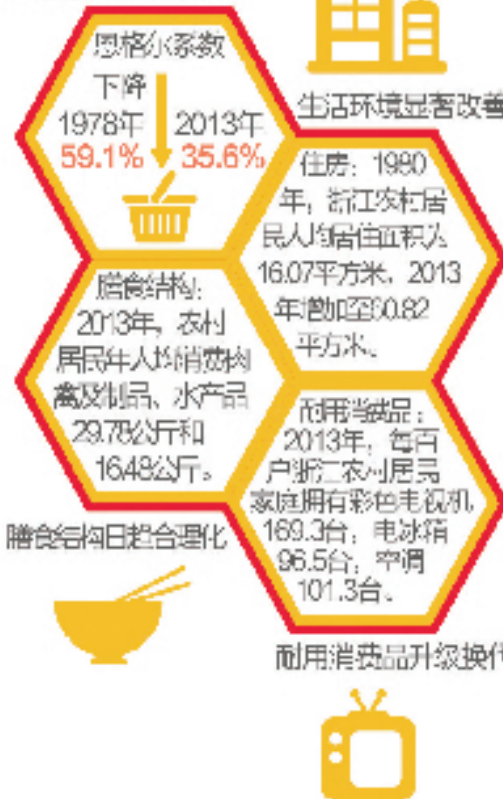 恩格尔系数
下降
1978年 2013年
59.1% 35.6%
生活环境显著改善
住房：1980
年，浙江农村居
民人均居住面积为
16.07平方米，2013
年增加至60.82
平方米。
膳食结构：
2013年，农村
居民年人均消费肉
禽及制品、水产品
29.78公斤和
16.48公斤。
膳食结构日趋合理化
耐用消费品：
2013年，每百
户浙江农村居民
家庭拥有彩色电视机
169.3台，电冰箱
96.5台，空调
101.3台。
耐用消费品升级换代